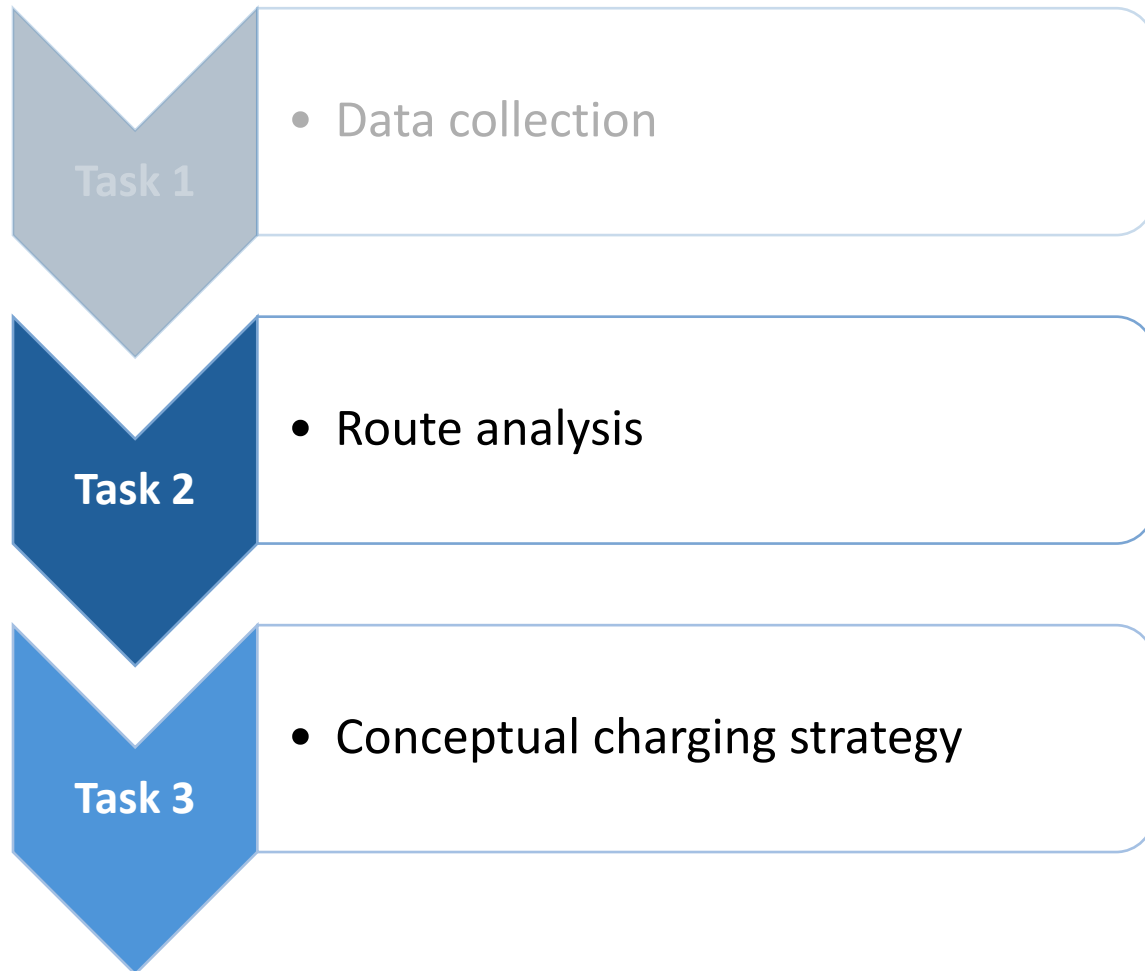 Task 1
• Data collection
Task 2
• Route analysis
Task 3
• Conceptual charging strategy